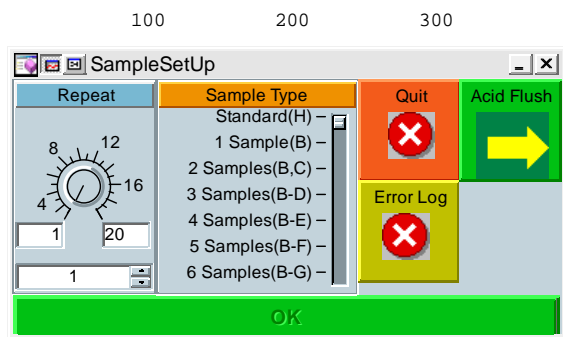 100 200 300
SampleSetUp
Repeat
8 12
4 16
1 20
1
Sample Type
Standard(H)
1 Sample(B)
2 Samples(B,C)
3 Samples(B-D)
4 Samples(B-E)
5 Samples(B-F)
6 Samples(B-G)
Quit
Acid Flush
Error Log
OK